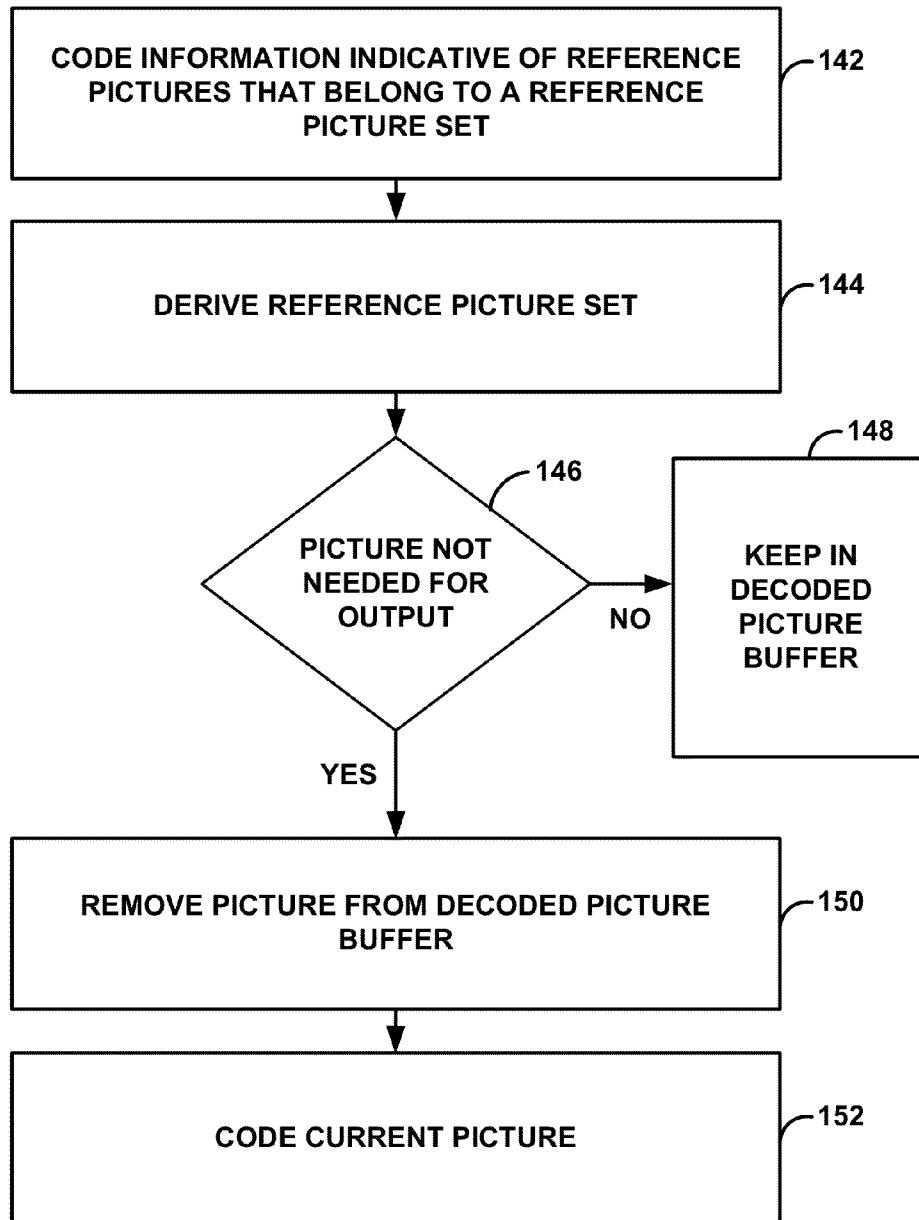 CODE INFORMATION INDICATIVE OF REFERENCE
PICTURES THAT BELONG TO A REFERENCE
PICTURE SET
142
DERIVE REFERENCE PICTURE SET
144
PICTURE NOT
NEEDED FOR
OUTPUT
146
NO
148
KEEP IN
DECODED
PICTURE
BUFFER
YES
REMOVE PICTURE FROM DECODED PICTURE
BUFFER
150
CODE CURRENT PICTURE
152